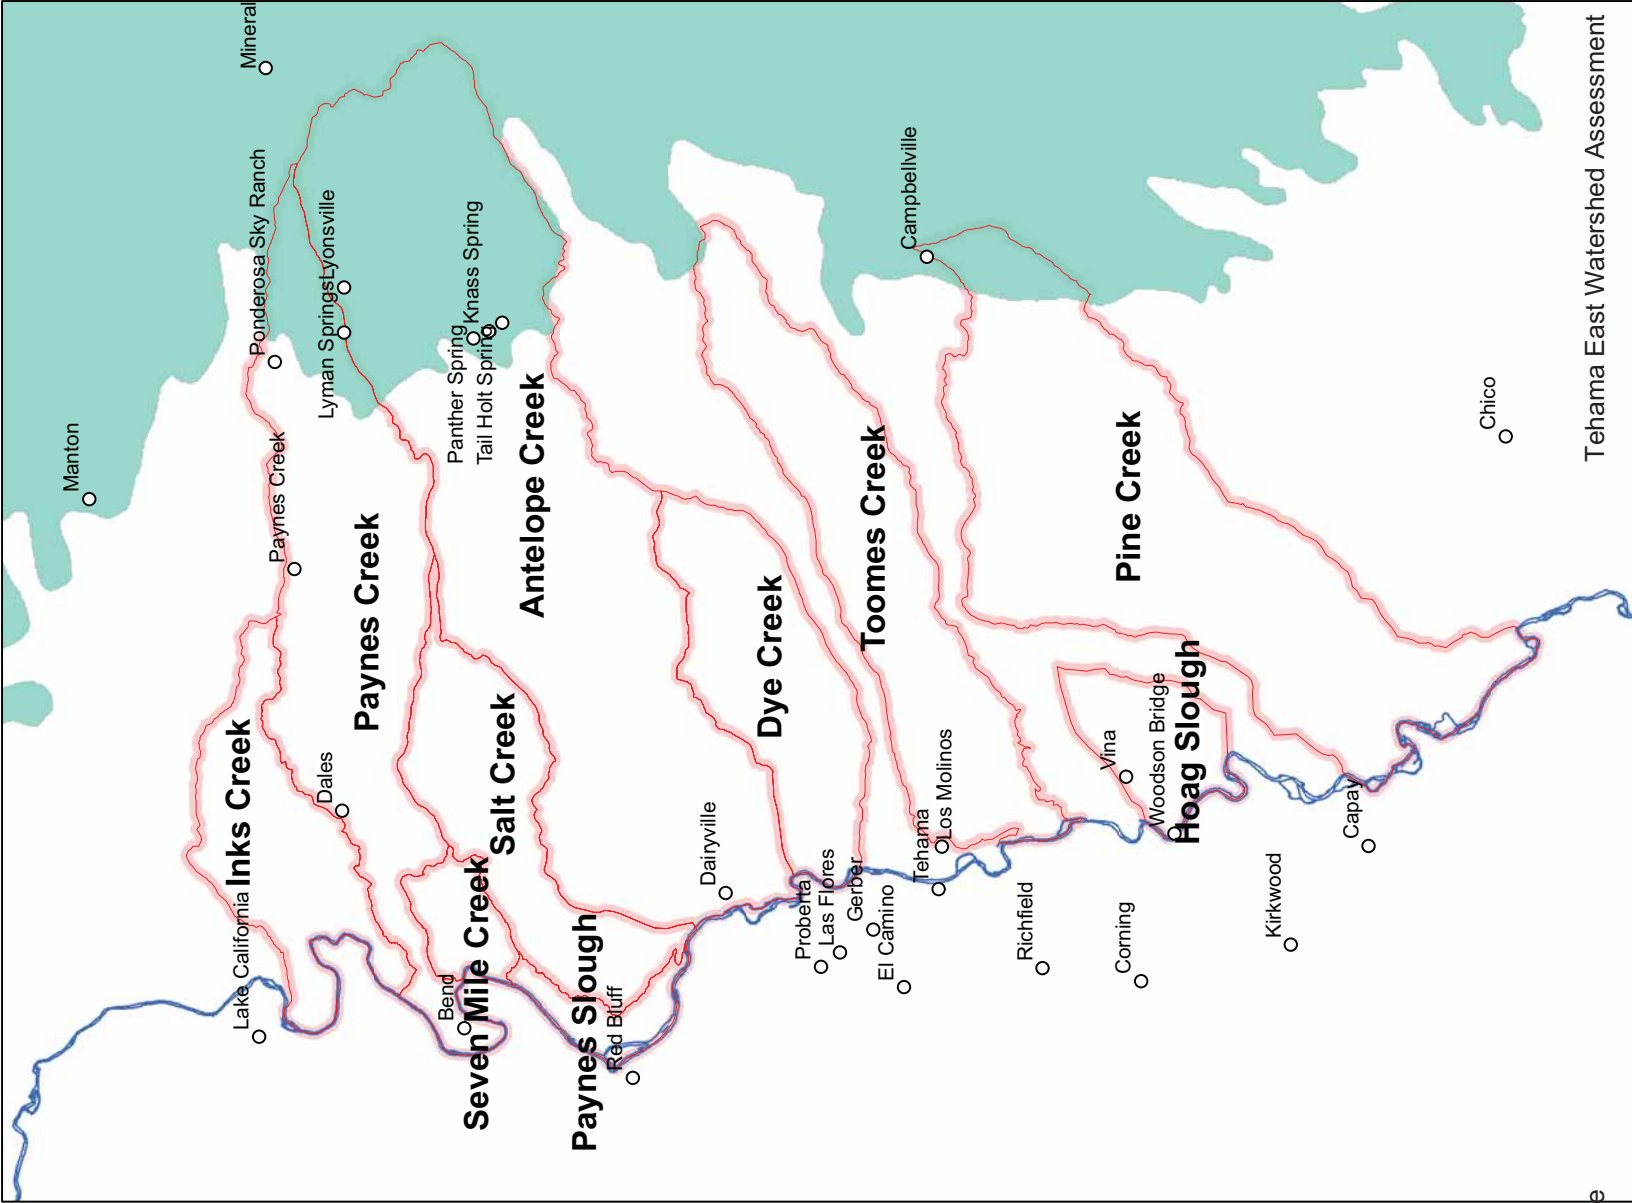 Mineral
Manton
Ponderosa Sky Ranch
Lyonsville
Lyman Springs
Knass Spring
Panther Spring
Tail Holt Spring
Paynes Creek
Campbellville
Chico
Paynes Creek
Antelope Creek
Toomes Creek
Pine Creek
Inks Creek
Dales
Salt Creek
Dye Creek
Dairyville
Los Molinos
Tehama
Vina
Woodson Bridge
Hoag Slough
Capay
Kirkwood
Lake California
Bend
Seven Mile Creek
Paynes Slough
Red Bluff
Proberta
Las Flores
Gerber
El Camino
Richfield
Corning
Tehama East Watershed Assessment
e